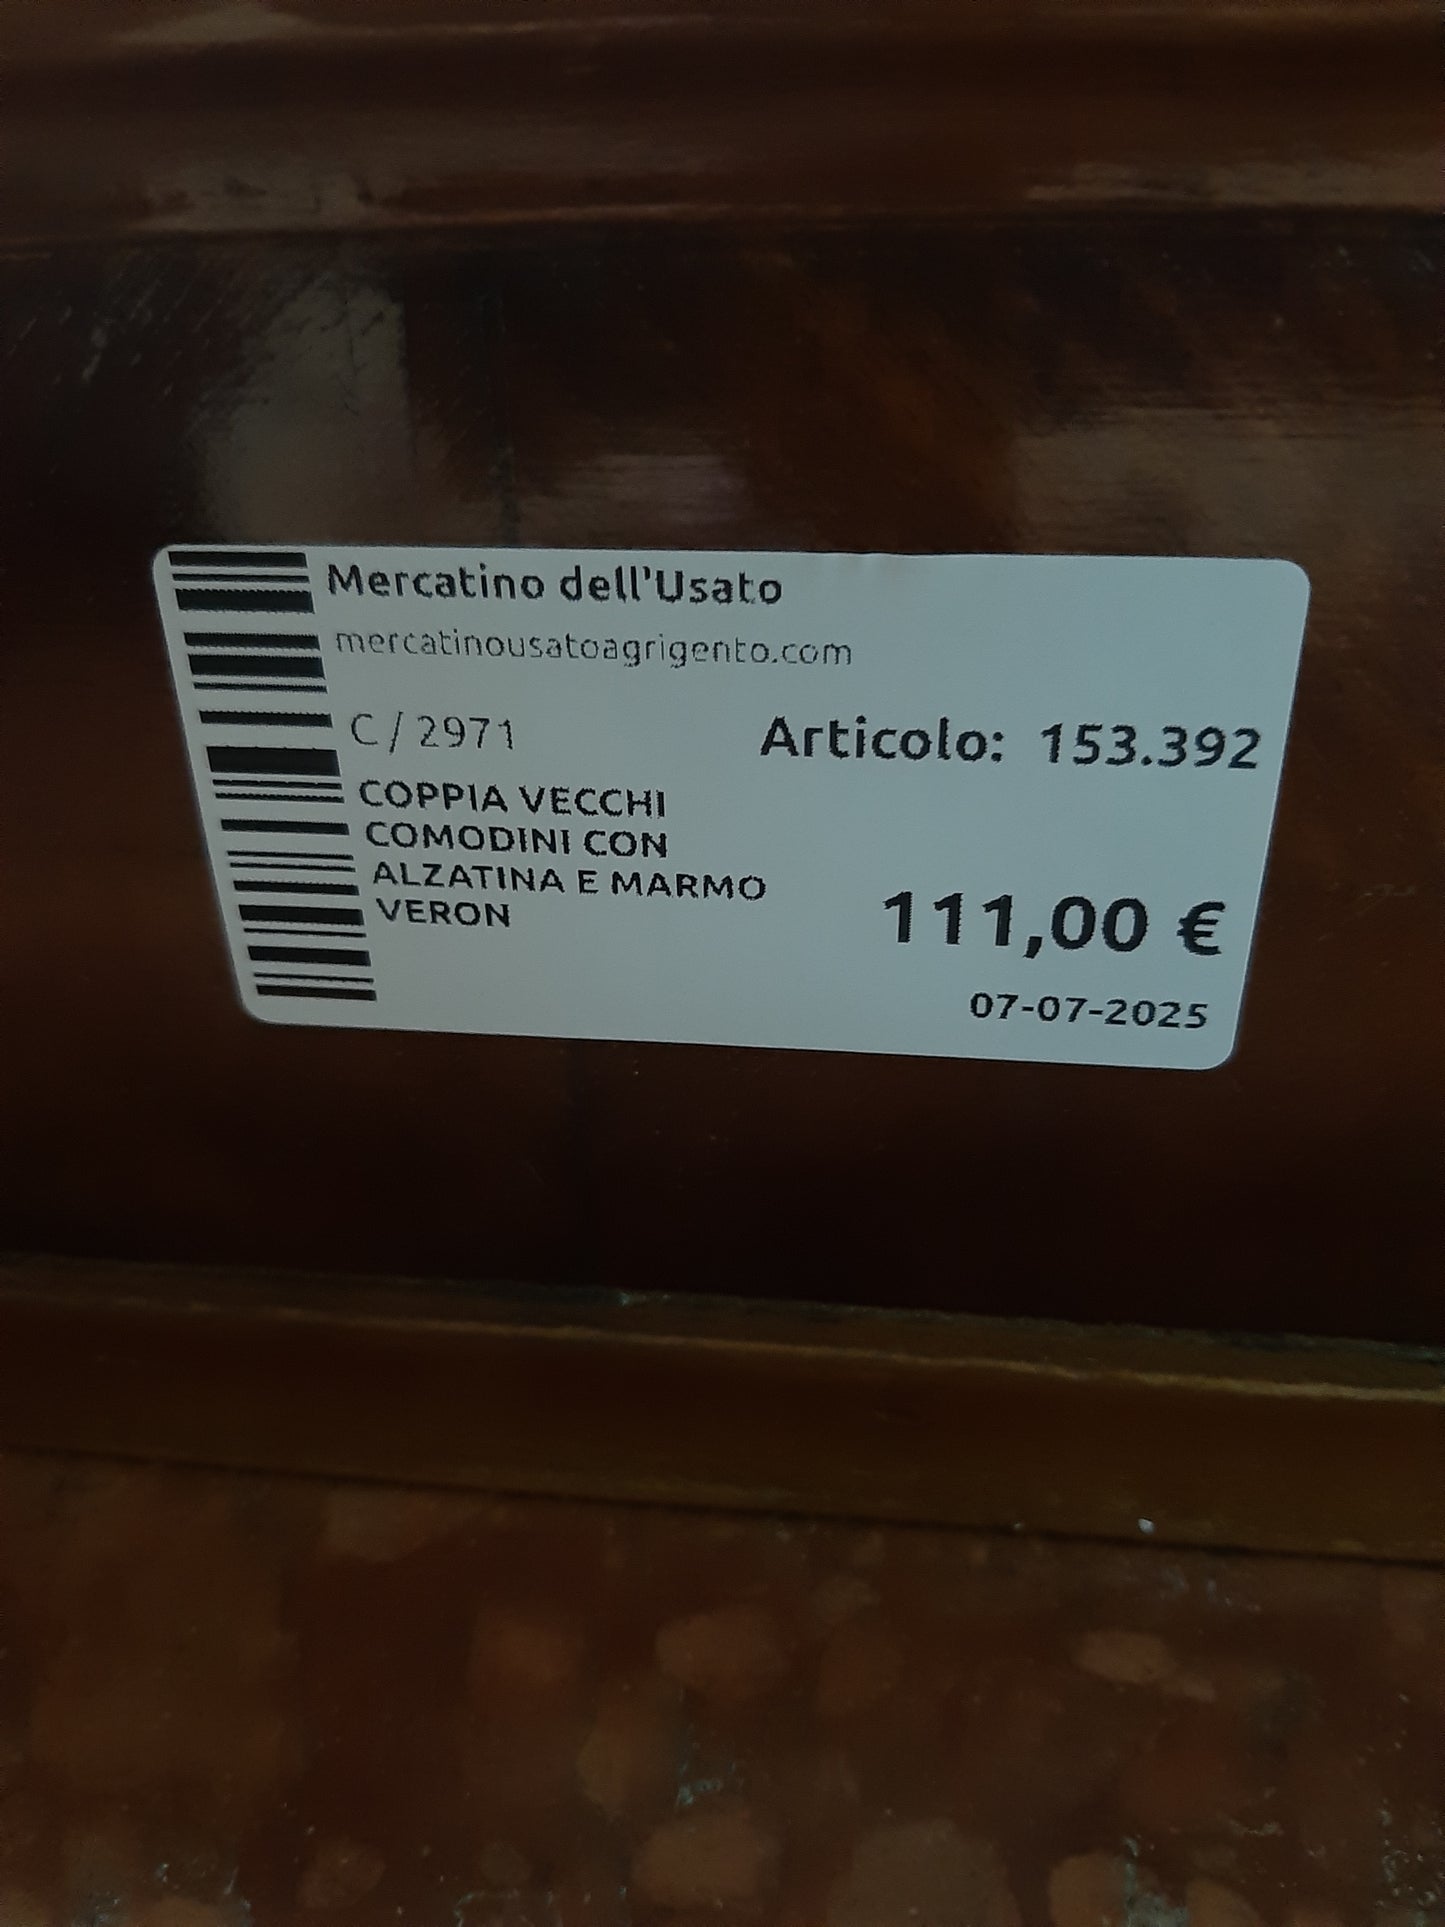 Mercatino dell'Usato
mercatinousatoagrigento.com
C/2971
Articolo: 153.392
COPPIA VECCHI
COMODINI CON
ALZATINA E MARMO
VERON
111,00 €
07-07-2025